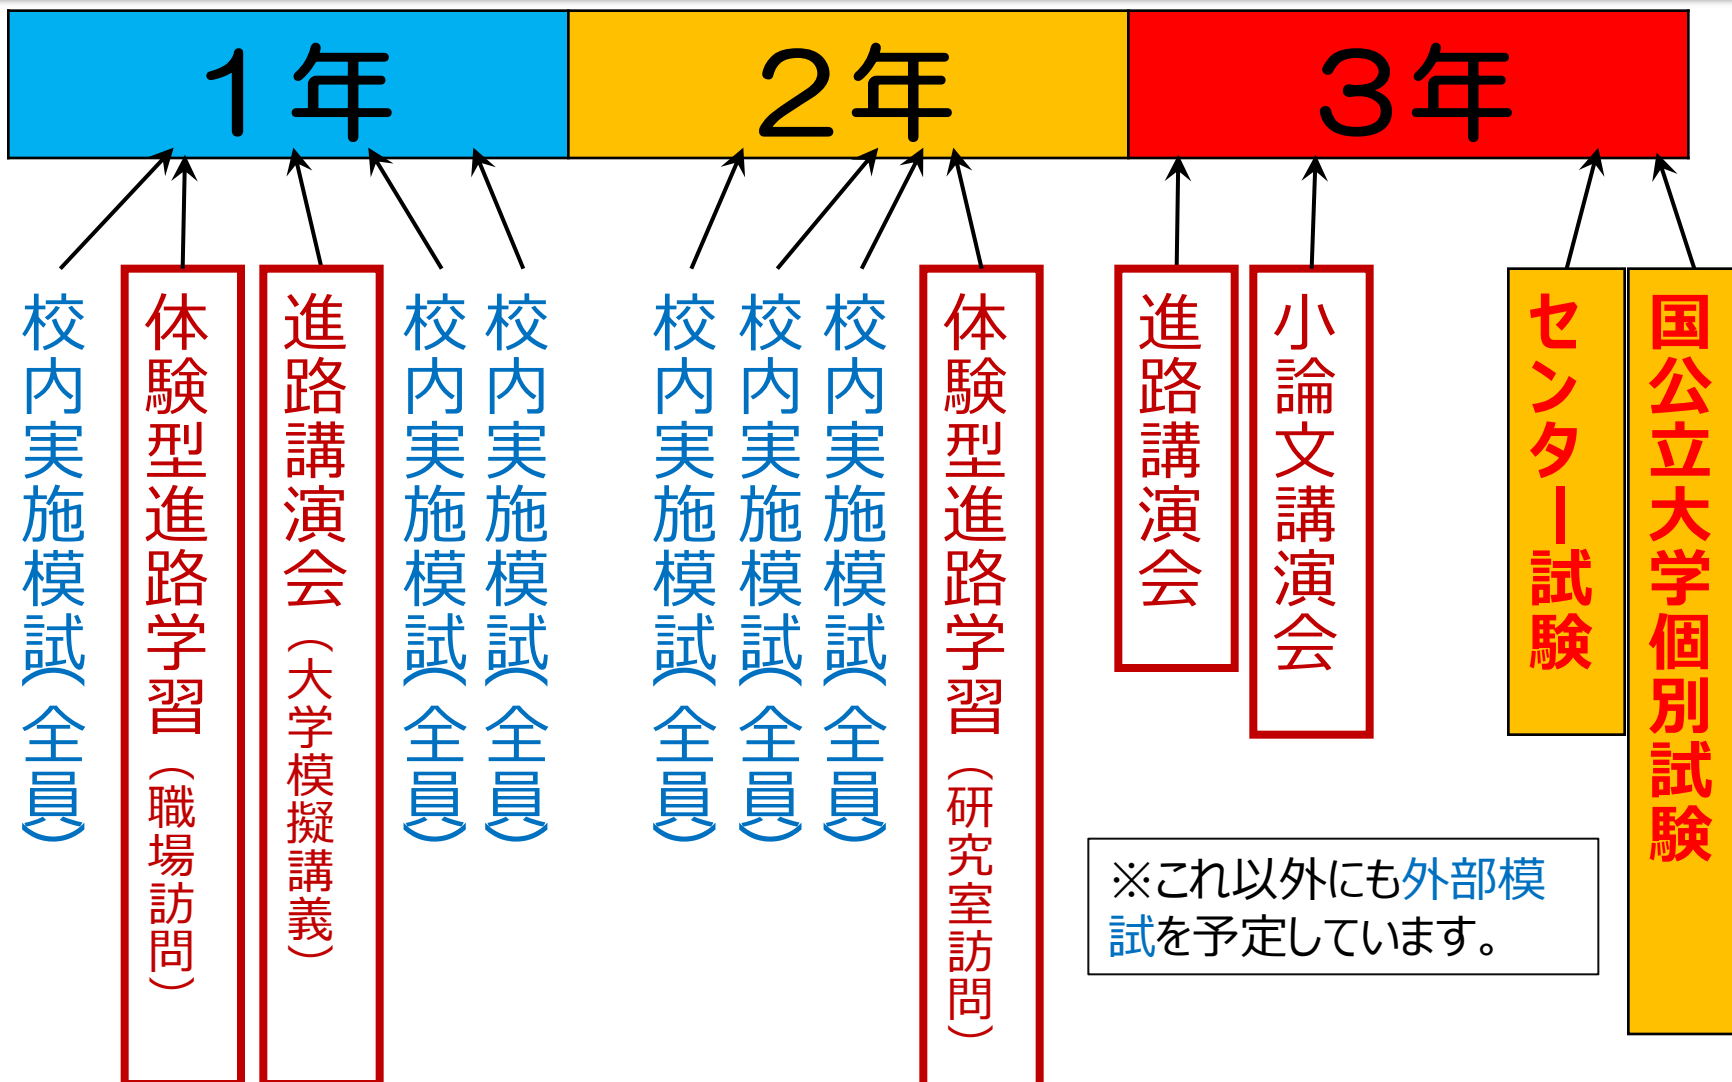 １年
２年
３年
校内実施模試（全員）
体験型進路学習（職場訪問）
進路講演会（大学模擬講義）
校内実施模試（全員）
校内実施模試（全員）
校内実施模試（全員）
校内実施模試（全員）
校内実施模試（全員）
体験型進路学習（研究室訪問）
進路講演会
小論文講演会
センター試験
国公立大学個別試験
※これ以外にも外部模
試を予定しています。